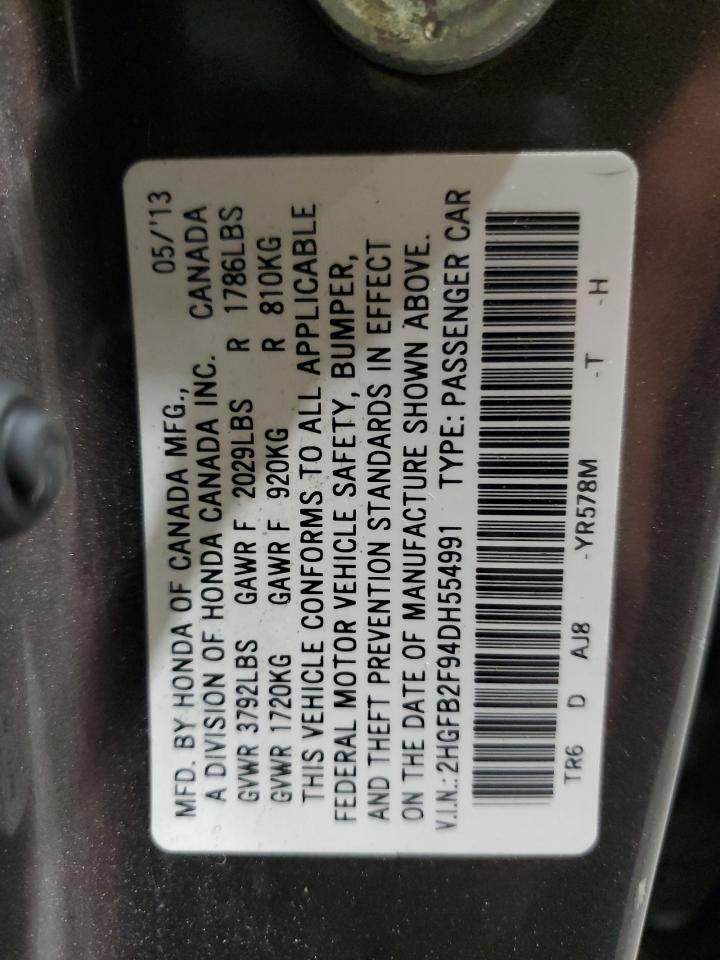 MFD. BY HONDA OF CANADA MFG., 05/'13
A DIVISION OF HONDA CANADA INC. CANADA
GVWR 3792LBS GAWR F 2029LBS R 1786LBS
GVWR 1720KG GAWR F 920KG R 810KG
THIS VEHICLE CONFORMS TO ALL APPLICABLE
FEDERAL MOTOR VEHICLE SAFETY, BUMPER,
AND THEFT PREVENTION STANDARDS IN EFFECT
ON THE DATE OF MANUFACTURE SHOWN ABOVE.
V.I.N.: 2HGFB2F94DH554991 TYPE: PASSENGER CAR
TR6 D AJ8 -YR578M -T -H